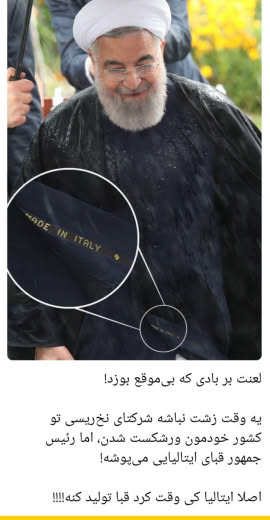 MADE IN ITALY
لعنت بر بادی که بی‌موقع بوزد!
یه وقت زشت نباشه شرکتای نخ‌ریسی تو
کشور خودمون ورشکست شدن، اما رئیس
جمهور قبای ایتالیایی می‌پوشه!
اصلا ایتالیا کی وقت کرد قبا تولید کنه!!!!